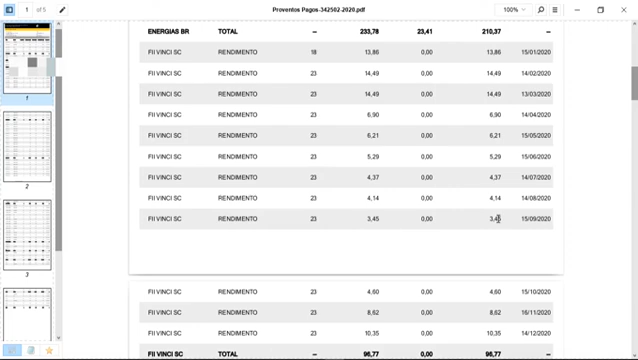 1 de 5 Proventos Pagos-342502-2020.pdf 100%
ENERGIAS BR TOTAL -- 233,78 23,41 210,37 --
FII VINCI SC RENDIMENTO 18 13,86 0,00 13,86 15/01/2020
FII VINCI SC RENDIMENTO 23 14,49 0,00 14,49 14/02/2020
FII VINCI SC RENDIMENTO 23 14,49 0,00 14,49 13/03/2020
FII VINCI SC RENDIMENTO 23 6,90 0,00 6,90 14/04/2020
FII VINCI SC RENDIMENTO 23 6,21 0,00 6,21 15/05/2020
FII VINCI SC RENDIMENTO 23 5,29 0,00 5,29 15/06/2020
FII VINCI SC RENDIMENTO 23 4,37 0,00 4,37 14/07/2020
FII VINCI SC RENDIMENTO 23 4,14 0,00 4,14 14/08/2020
FII VINCI SC RENDIMENTO 23 3,45 0,00 3,45 15/09/2020
FII VINCI SC RENDIMENTO 23 4,60 0,00 4,60 15/10/2020
FII VINCI SC RENDIMENTO 23 8,62 0,00 8,62 16/11/2020
FII VINCI SC RENDIMENTO 23 10,35 0,00 10,35 14/12/2020
FII VINCI SC TOTAL -- 96,77 0,00 96,77 --
1
2
3